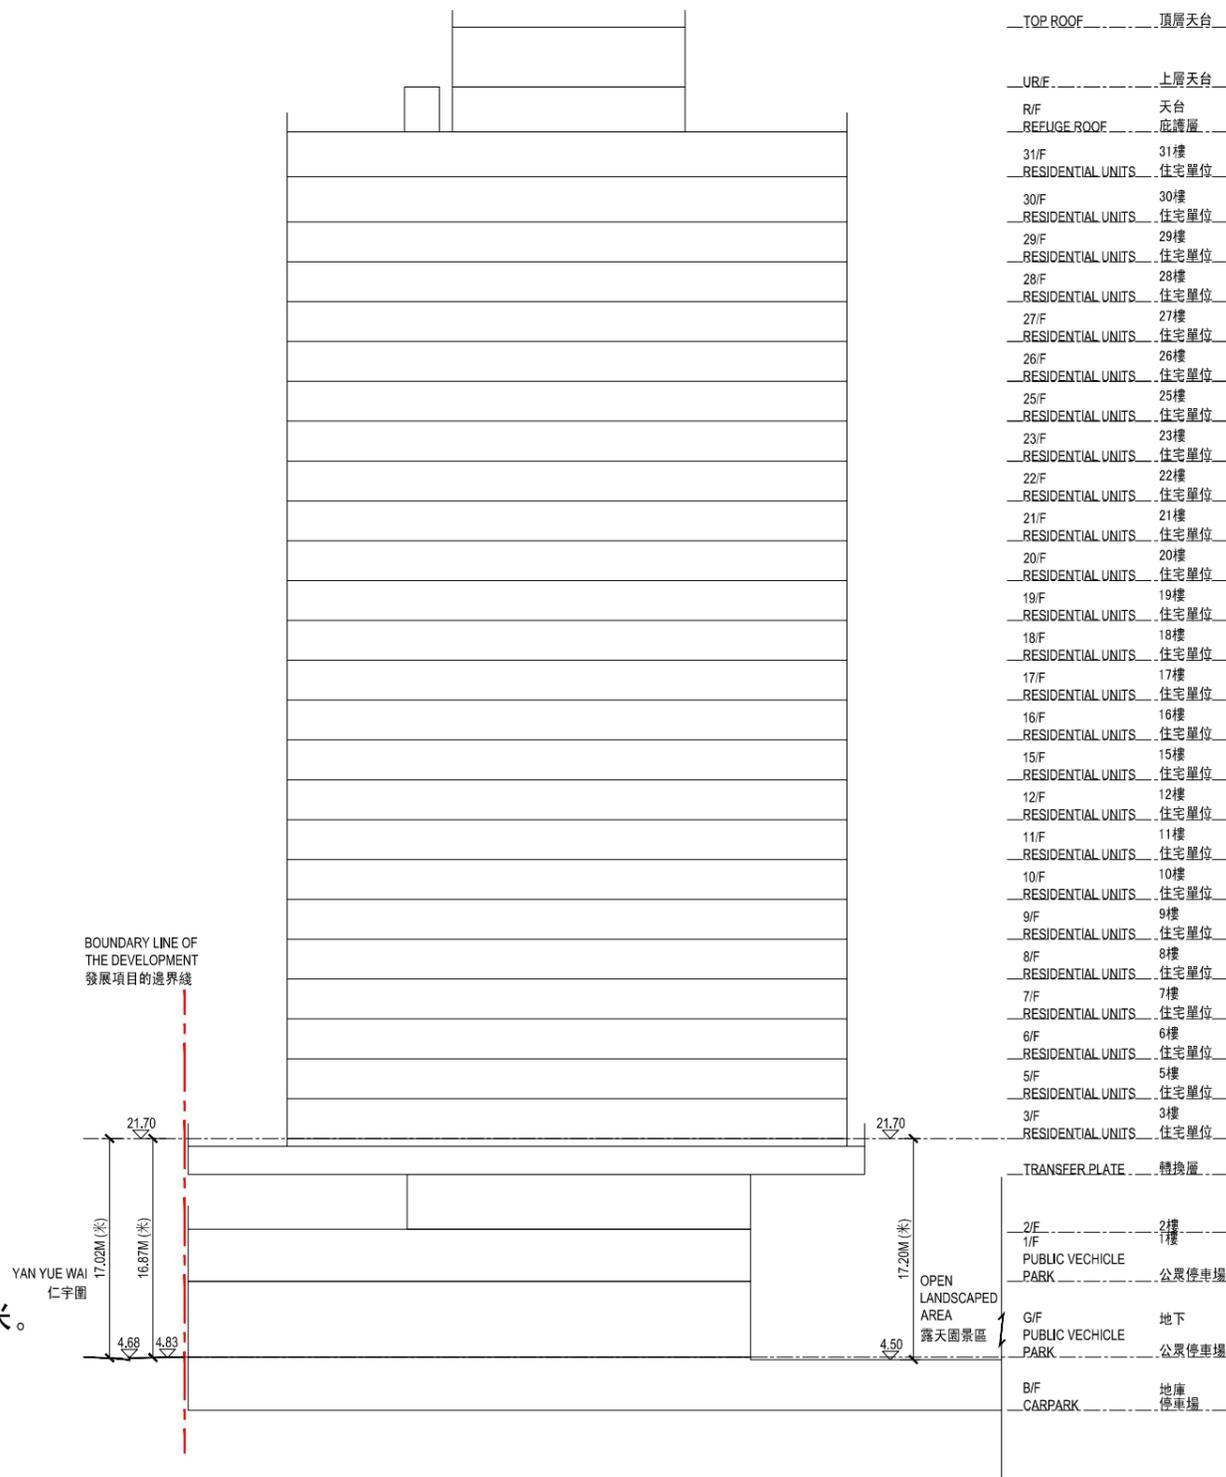 TOP ROOF 頂層天台
UR/F 上層天台
R/F 天台
REFUGE ROOF 庇護層
31/F 31樓
RESIDENTIAL UNITS 住宅單位
30/F 30樓
RESIDENTIAL UNITS 住宅單位
29/F 29樓
RESIDENTIAL UNITS 住宅單位
28/F 28樓
RESIDENTIAL UNITS 住宅單位
27/F 27樓
RESIDENTIAL UNITS 住宅單位
26/F 26樓
RESIDENTIAL UNITS 住宅單位
25/F 25樓
RESIDENTIAL UNITS 住宅單位
23/F 23樓
RESIDENTIAL UNITS 住宅單位
22/F 22樓
RESIDENTIAL UNITS 住宅單位
21/F 21樓
RESIDENTIAL UNITS 住宅單位
20/F 20樓
RESIDENTIAL UNITS 住宅單位
19/F 19樓
RESIDENTIAL UNITS 住宅單位
18/F 18樓
RESIDENTIAL UNITS 住宅單位
17/F 17樓
RESIDENTIAL UNITS 住宅單位
16/F 16樓
RESIDENTIAL UNITS 住宅單位
15/F 15樓
RESIDENTIAL UNITS 住宅單位
12/F 12樓
RESIDENTIAL UNITS 住宅單位
11/F 11樓
RESIDENTIAL UNITS 住宅單位
10/F 10樓
RESIDENTIAL UNITS 住宅單位
9/F 9樓
RESIDENTIAL UNITS 住宅單位
8/F 8樓
RESIDENTIAL UNITS 住宅單位
7/F 7樓
RESIDENTIAL UNITS 住宅單位
6/F 6樓
RESIDENTIAL UNITS 住宅單位
5/F 5樓
RESIDENTIAL UNITS 住宅單位
3/F 3樓
RESIDENTIAL UNITS 住宅單位
TRANSFER PLATE 轉換層
2/F 2樓
1/F 1樓
PUBLIC VECHICLE
PARK 公眾停車場
G/F 地下
PUBLIC VECHICLE
PARK 公眾停車場
B/F 地庫
CARPARK 停車場
BOUNDARY LINE OF
THE DEVELOPMENT
發展項目的邊界綫
21.70
21.70
17.02M (米)
16.87M (米)
17.20M (米)
YAN YUE WAI
仁宇圍
米。
4.68 4.83
4.50
OPEN
LANDSCAPED
AREA
露天園景區